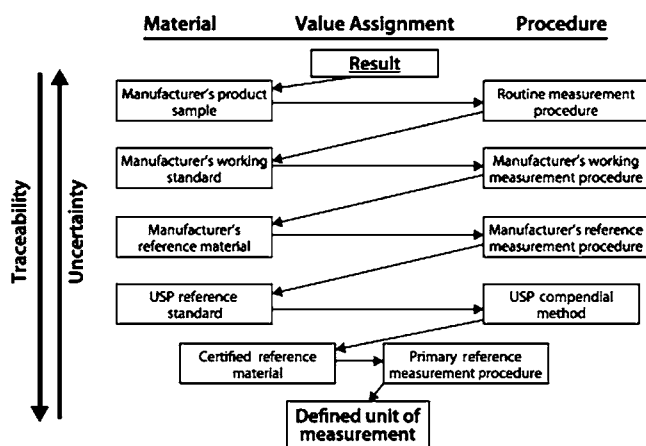 Material Value Assignment Procedure
Result
Manufacturer's product
sample
Routine measurement
procedure
Manufacturer's working
standard
Manufacturer's working
measurement procedure
Manufacturer's
reference material
Manufacturer's reference
measurement procedure
USP reference
standard
USP compendial
method
Certified reference
material
Primary reference
measurement procedure
Defined unit of
measurement
Traceability
Uncertainty